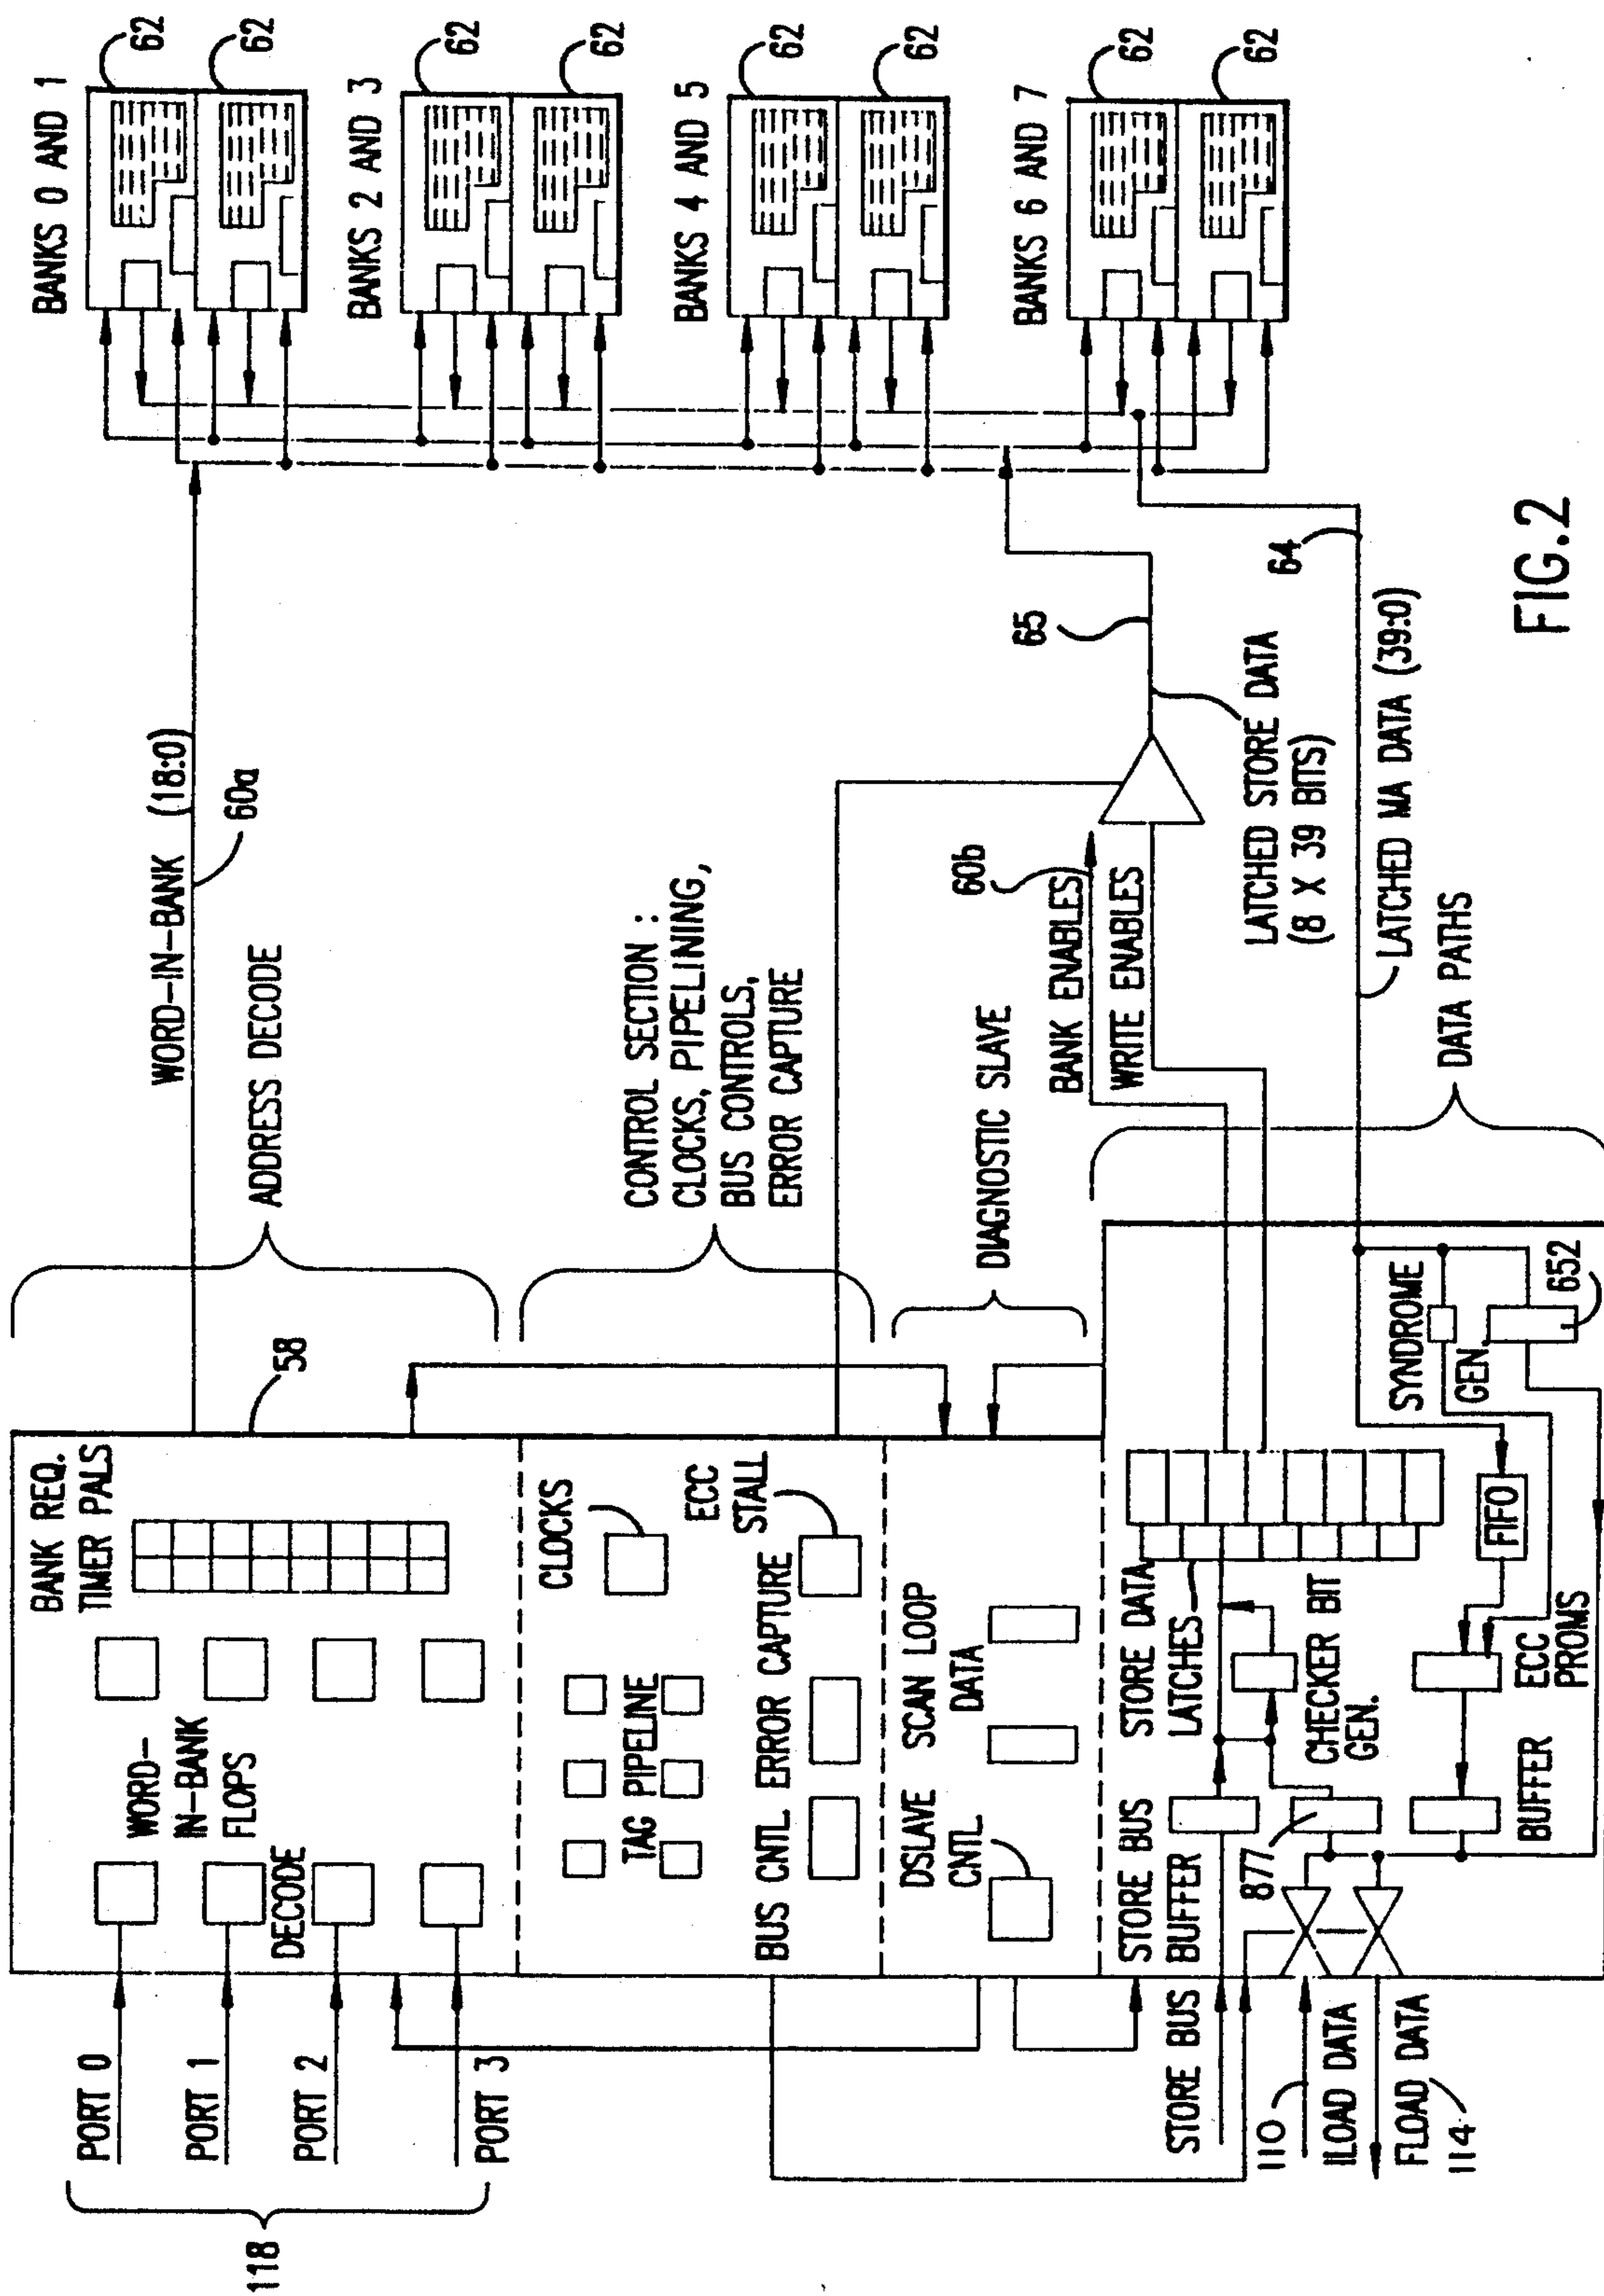 BANKS 0 AND 1
62
62
BANKS 2 AND 3
62
62
BANKS 4 AND 5
62
62
BANKS 6 AND 7
62
62
WORD-IN-BANK (18:0)
60a
ADDRESS DECODE
CONTROL SECTION :
CLOCKS, PIPELINING,
BUS CONTROLS,
ERROR CAPTURE
DIAGNOSTIC SLAVE
BANK ENABLES
60b
WRITE ENABLES
65
LATCHED STORE DATA
(8 X 39 BITS)
64
LATCHED MA DATA (39:0)
DATA PATHS
58
BANK REQ.
TIMER PALS
WORD-
IN-BANK
FLOPS
DECODE
PORT 0
PORT 1
PORT 2
PORT 3
118
CLOCKS
ECC
STALL
TAG PIPELINE
BUS CNTL
ERROR CAPTURE
DSLAVE
CNTL
SCAN LOOP
DATA
STORE BUS
BUFFER
STORE DATA
LATCHES
CHECKER BIT
GEN.
877
SYNDROME
GEN.
652
FIFO
ECC
PROMS
BUFFER
STORE BUS
110
ILOAD DATA
FLOAD DATA
114
FIG.2